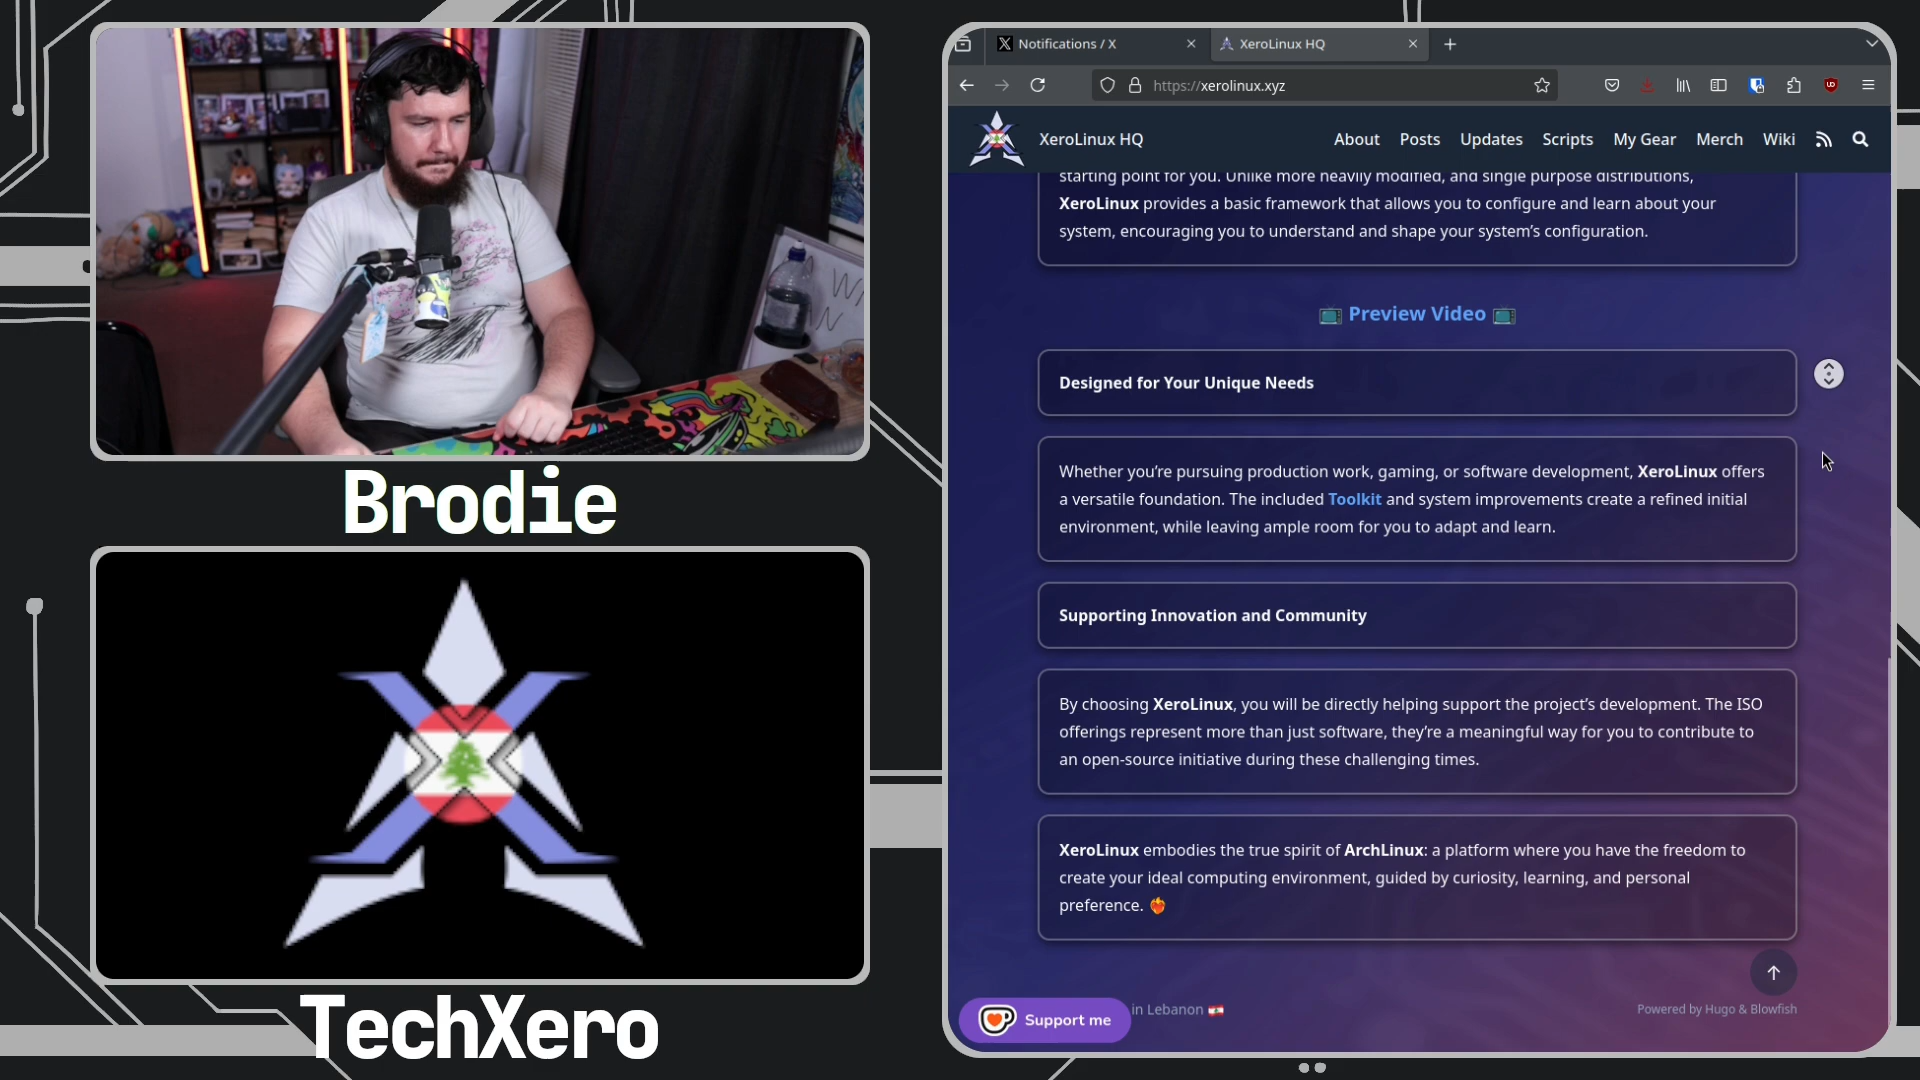 Brodie
TechXero
Notifications / X
XeroLinux HQ
https://xerolinux.xyz
XeroLinux HQ
About
Posts
Updates
Scripts
My Gear
Merch
Wiki
starting point for you. Unlike more heavily modified, and single purpose distributions,
XeroLinux provides a basic framework that allows you to configure and learn about your
system, encouraging you to understand and shape your system's configuration.
📺 Preview Video 📺
Designed for Your Unique Needs
Whether you're pursuing production work, gaming, or software development, XeroLinux offers
a versatile foundation. The included Toolkit and system improvements create a refined initial
environment, while leaving ample room for you to adapt and learn.
Supporting Innovation and Community
By choosing XeroLinux, you will be directly helping support the project's development. The ISO
offerings represent more than just software, they're a meaningful way for you to contribute to
an open-source initiative during these challenging times.
XeroLinux embodies the true spirit of ArchLinux: a platform where you have the freedom to
create your ideal computing environment, guided by curiosity, learning, and personal
preference. ❤️‍🔥
Support me
in Lebanon 🇱🇧
Powered by Hugo & Blowfish